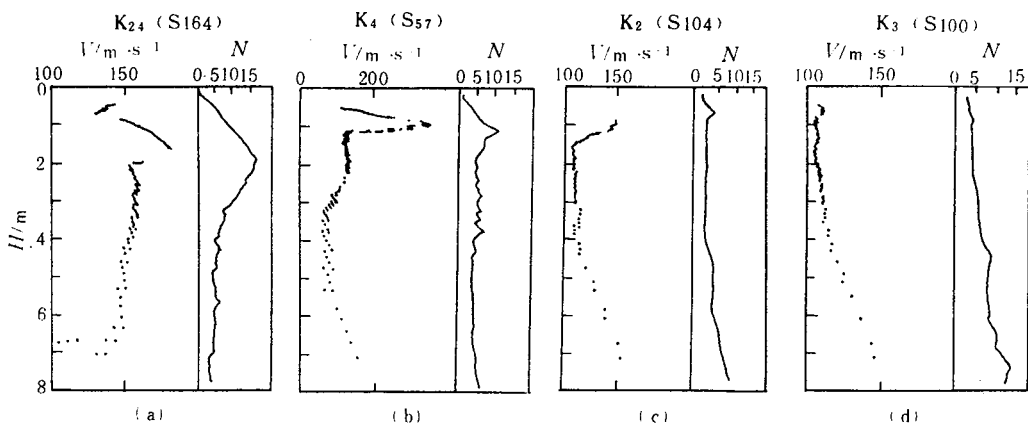 K24 (S164) K4 (S57) K2 (S104) K3 (S100)
V/m·s⁻¹ N V/m·s⁻¹ N V/m·s⁻¹ N V/m·s⁻¹ N
100 150 0 5 10 15 0 200 0 5 10 15 100 150 0 5 10 15 100 150 0 5 15
0
2
H/m
4
6
8
(a) (b) (c) (d)